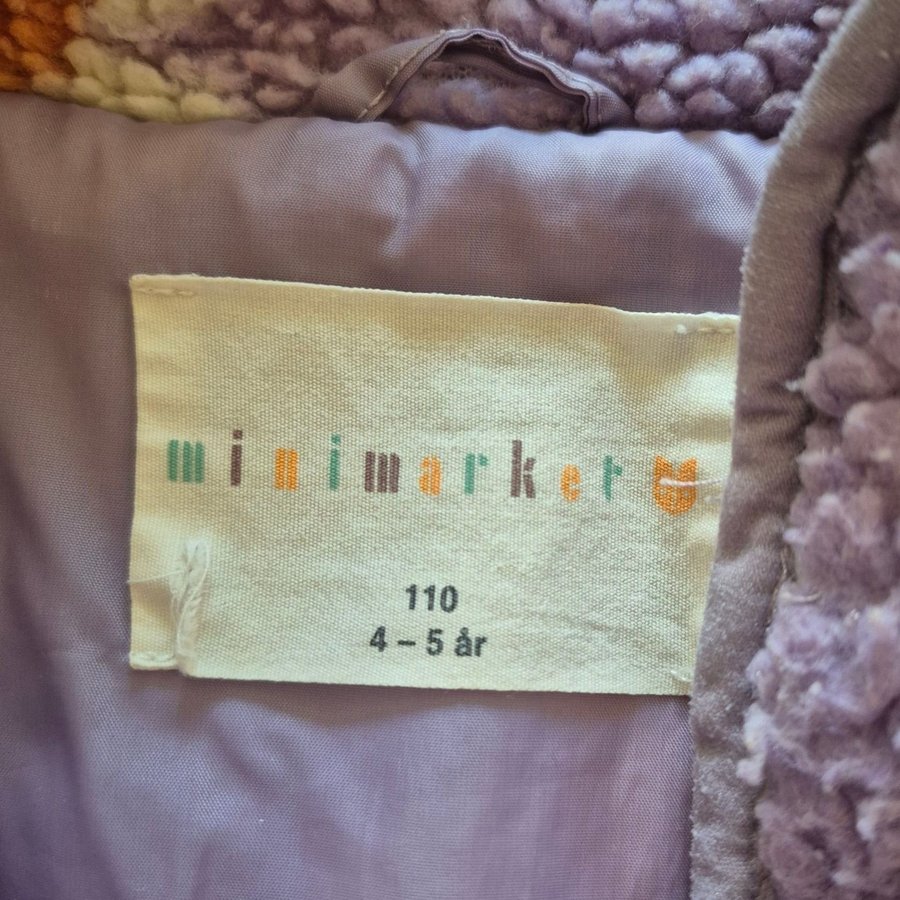 minimarket
110
4 – 5 år